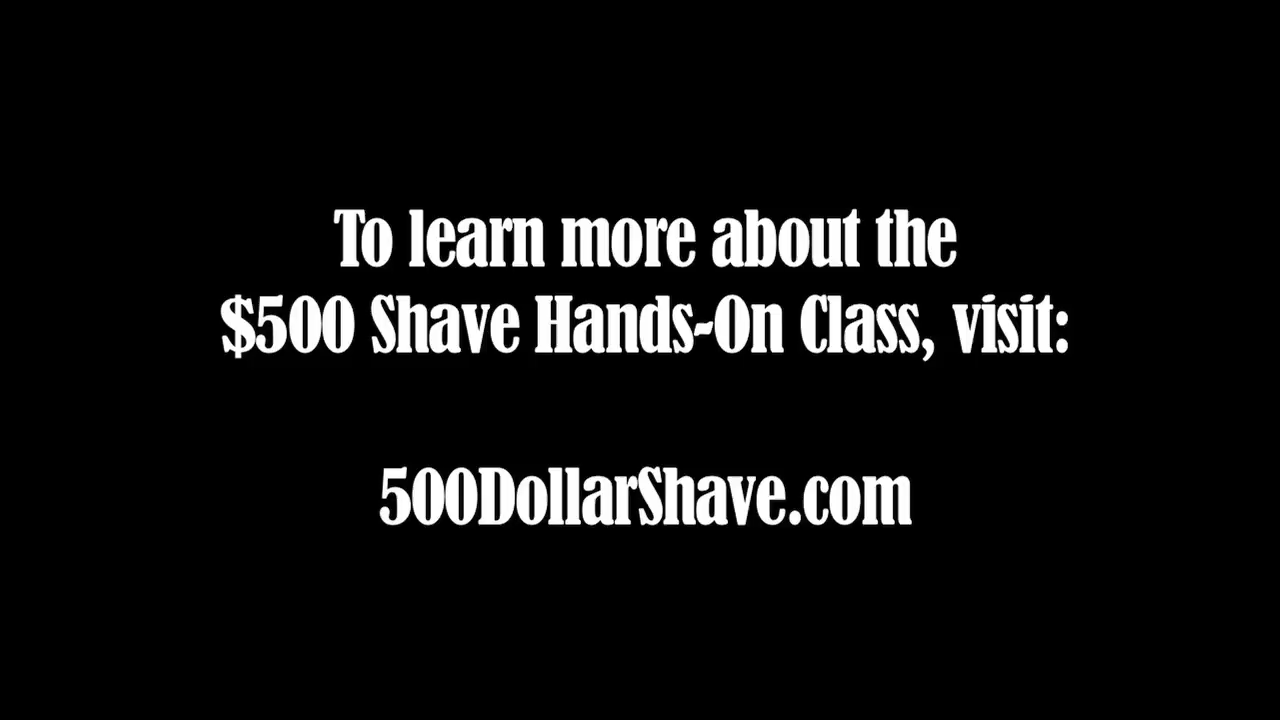 To learn more about the
$500 Shave Hands-On Class, visit:
500DollarShave.com